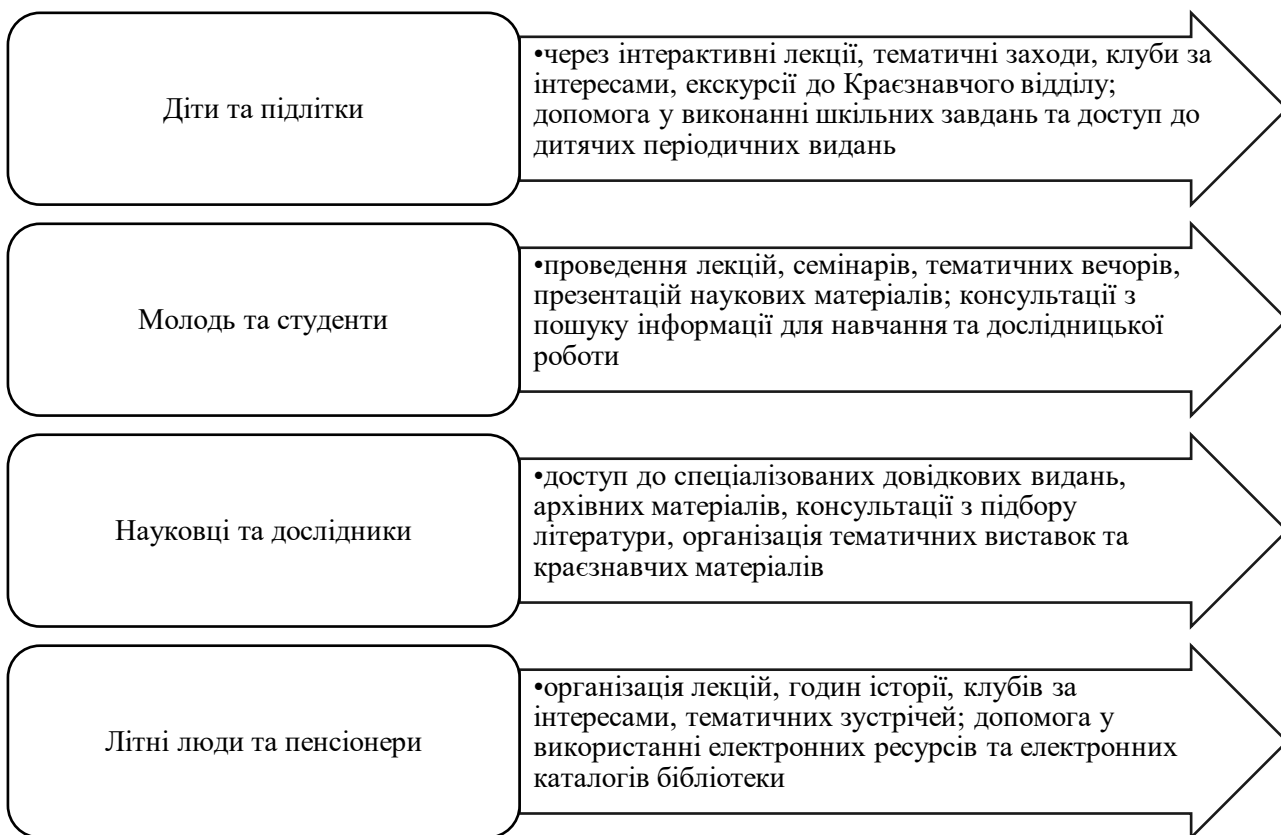 Діти та підлітки
•через інтерактивні лекції, тематичні заходи, клуби за
інтересами, екскурсії до Краєзнавчого відділу;
допомога у виконанні шкільних завдань та доступ до
дитячих періодичних видань
Молодь та студенти
•проведення лекцій, семінарів, тематичних вечорів,
презентацій наукових матеріалів; консультації з
пошуку інформації для навчання та дослідницької
роботи
Науковці та дослідники
•доступ до спеціалізованих довідкових видань,
архівних матеріалів, консультації з підбору
літератури, організація тематичних виставок та
краєзнавчих матеріалів
Літні люди та пенсіонери
•організація лекцій, годин історії, клубів за
інтересами, тематичних зустрічей; допомога у
використанні електронних ресурсів та електронних
каталогів бібліотеки